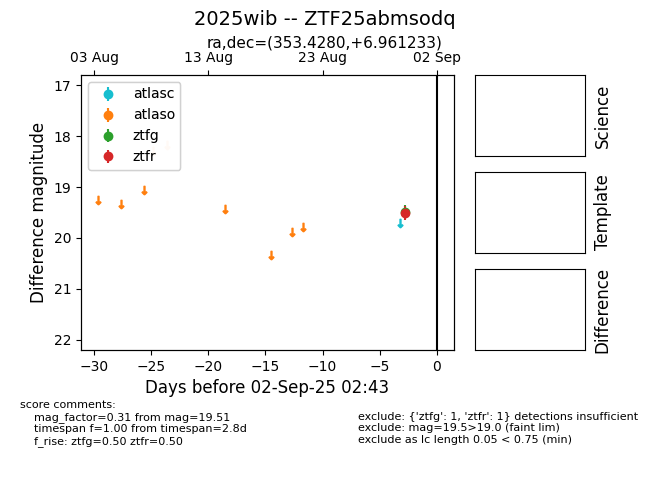 2025wib -- ZTF25abmsodq
ra,dec=(353.4280,+6.961233)
03 Aug 13 Aug 23 Aug 02 Sep
17
18
19
20
21
22
Difference magnitude
atlasc
atlaso
ztfg
ztfr
−30 −25 −20 −15 −10 −5 0
Days before 02-Sep-25 02:43
Science
Template
Difference
score comments:
mag_factor=0.31 from mag=19.51
timespan f=1.00 from timespan=2.8d
f_rise: ztfg=0.50 ztfr=0.50
exclude: {'ztfg': 1, 'ztfr': 1} detections insufficient
exclude: mag=19.5>19.0 (faint lim)
exclude as lc length 0.05 < 0.75 (min)